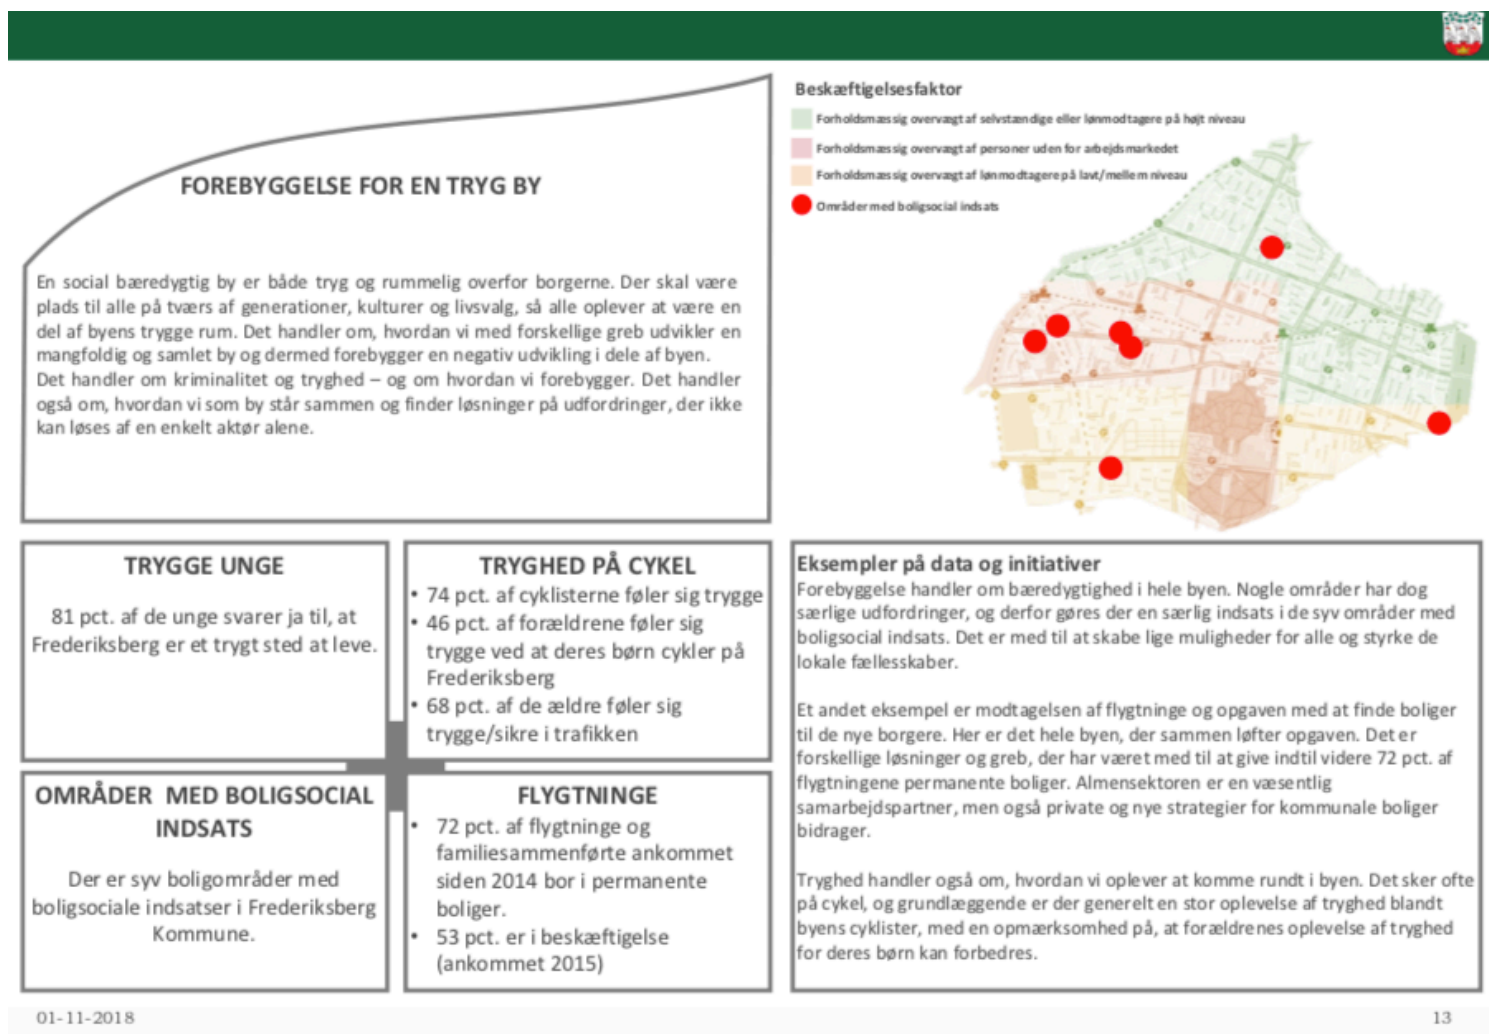 FOREBYGGELSE FOR EN TRYG BY
En social bæredygtig by er både tryg og rummelig overfor borgerne. Der skal være
plads til alle på tværs af generationer, kulturer og livsvalg, så alle oplever at være en
del af byens trygge rum. Det handler om, hvordan vi med forskellige greb udvikler en
mangfoldig og samlet by og dermed forebygger en negativ udvikling i dele af byen.
Det handler om kriminalitet og tryghed – og om hvordan vi forebygger. Det handler
også om, hvordan vi som by står sammen og finder løsninger på udfordringer, der ikke
kan løses af en enkelt aktør alene.
Beskæftigelsesfaktor
Forholdsmæssig overvægt af selvstændige eller lønmodtagere på højt niveau
Forholdsmæssig overvægt af personer uden for arbejdsmarkedet
Forholdsmæssig overvægt af lønmodtagere på lavt/mellem niveau
Områder med boligsocial indsats
TRYGGE UNGE
81 pct. af de unge svarer ja til, at
Frederiksberg er et trygt sted at leve.
TRYGHED PÅ CYKEL
• 74 pct. af cyklisterne føler sig trygge
• 46 pct. af forældrene føler sig
trygge ved at deres børn cykler på
Frederiksberg
• 68 pct. af de ældre føler sig
trygge/sikre i trafikken
OMRÅDER MED BOLIGSOCIAL
INDSATS
Der er syv boligområder med
boligsociale indsatser i Frederiksberg
Kommune.
FLYGTNINGE
• 72 pct. af flygtninge og
familiesammenførte ankommet
siden 2014 bor i permanente
boliger.
• 53 pct. er i beskæftigelse
(ankommet 2015)
Eksempler på data og initiativer
Forebyggelse handler om bæredygtighed i hele byen. Nogle områder har dog
særlige udfordringer, og derfor gøres der en særlig indsats i de syv områder med
boligsocial indsats. Det er med til at skabe lige muligheder for alle og styrke de
lokale fællesskaber.
Et andet eksempel er modtagelsen af flygtninge og opgaven med at finde boliger
til de nye borgere. Her er det hele byen, der sammen løfter opgaven. Det er
forskellige løsninger og greb, der har været med til at give indtil videre 72 pct. af
flygtningene permanente boliger. Almensektoren er en væsentlig
samarbejdspartner, men også private og nye strategier for kommunale boliger
bidrager.
Tryghed handler også om, hvordan vi oplever at komme rundt i byen. Det sker ofte
på cykel, og grundlæggende er der generelt en stor oplevelse af tryghed blandt
byens cyklister, med en opmærksomhed på, at forældrenes oplevelse af tryghed
for deres børn kan forbedres.
01-11-2018
13